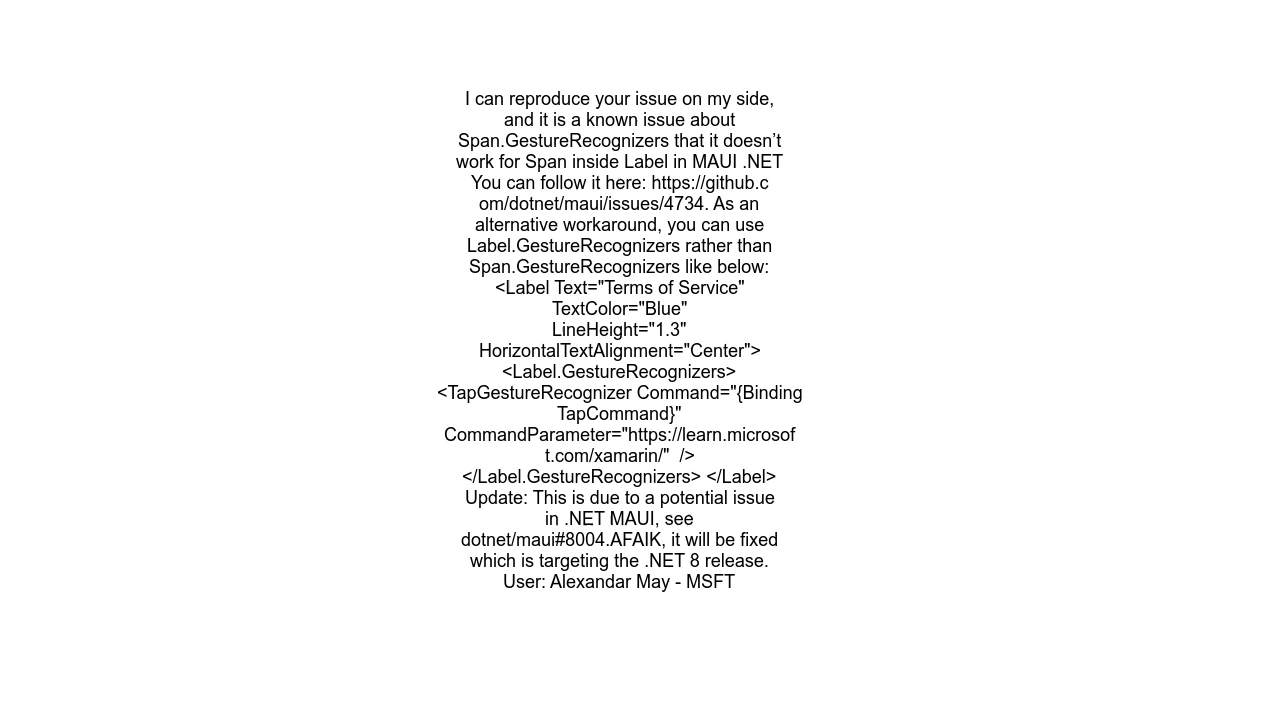 I can reproduce your issue on my side,
and it is a known issue about
Span.GestureRecognizers that it doesn’t
work for Span inside Label in MAUI .NET
You can follow it here: https://github.c
om/dotnet/maui/issues/4734. As an
alternative workaround, you can use
Label.GestureRecognizers rather than
Span.GestureRecognizers like below:
<Label Text="Terms of Service"
TextColor="Blue"
LineHeight="1.3"
HorizontalTextAlignment="Center">
<Label.GestureRecognizers>
<TapGestureRecognizer Command="{Binding
TapCommand}"
CommandParameter="https://learn.microsof
t.com/xamarin/"  />
</Label.GestureRecognizers> </Label>
Update: This is due to a potential issue
in .NET MAUI, see
dotnet/maui#8004.AFAIK, it will be fixed
which is targeting the .NET 8 release.
User: Alexandar May - MSFT